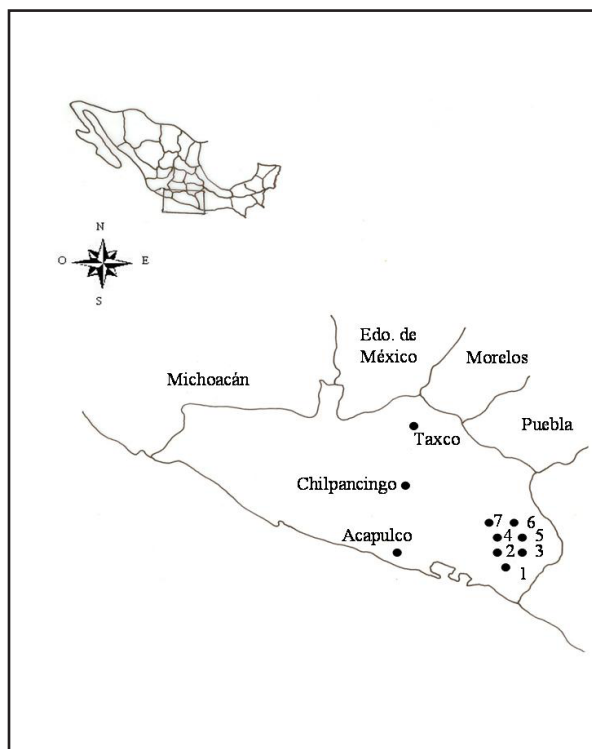 N
O E
S
Edo. de
México
Morelos
Michoacán
Puebla
Taxco
Chilpancingo
7 6
Acapulco
4 5
2 3
1